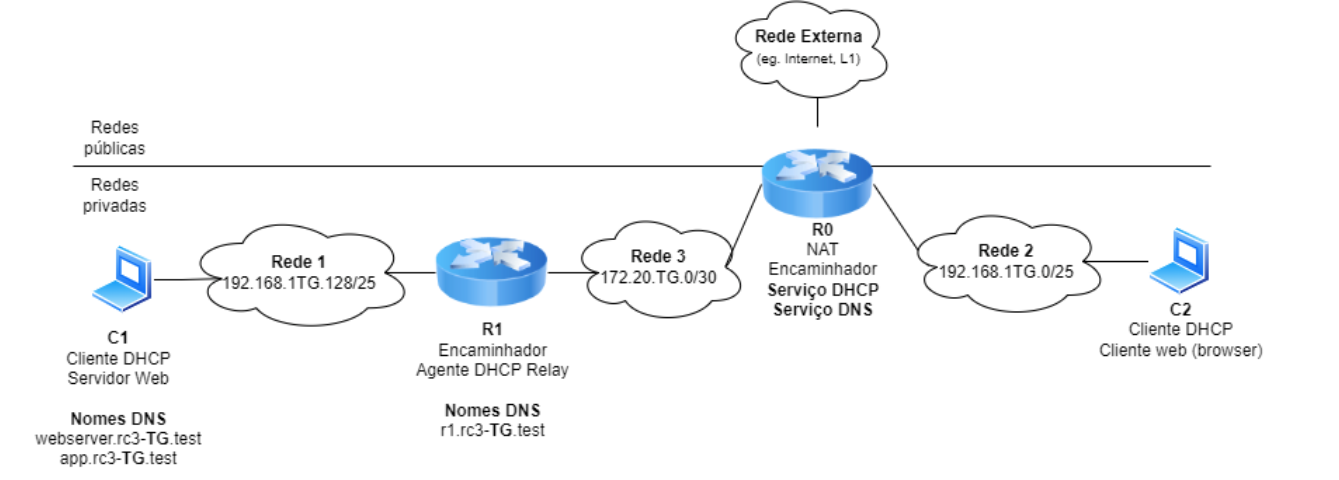 Rede Externa
(eg. Internet, L1)
Redes
públicas
Redes
privadas
Rede 1
192.168.1TG.128/25
Rede 3
172.20.TG.0/30
R0
NAT
Encaminhador
Serviço DHCP
Serviço DNS
Rede 2
192.168.1TG.0/25
C1
Cliente DHCP
Servidor Web
Nomes DNS
webserver.rc3-TG.test
app.rc3-TG.test
R1
Encaminhador
Agente DHCP Relay
Nomes DNS
r1.rc3-TG.test
C2
Cliente DHCP
Cliente web (browser)